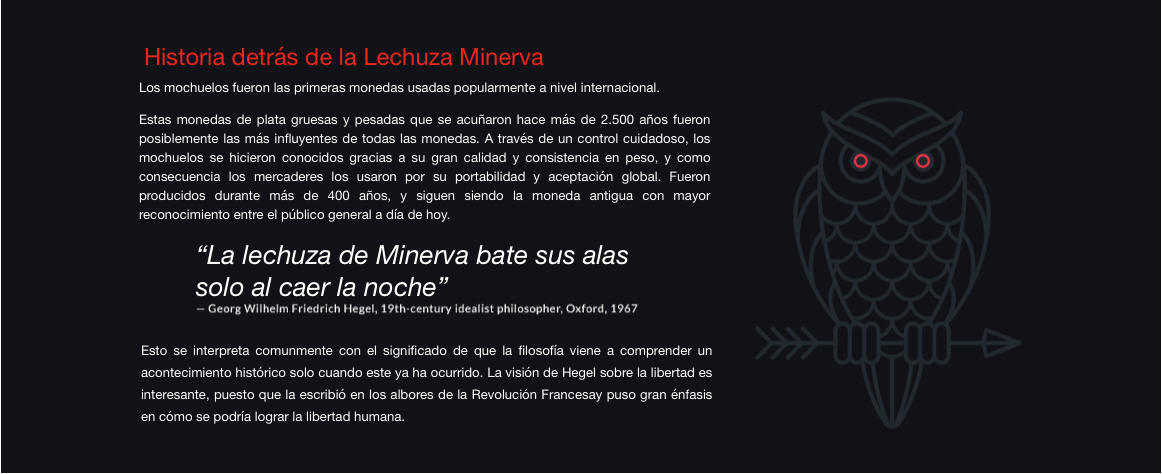 Historia detrás de la Lechuza Minerva
Los mochuelos fueron las primeras monedas usadas popularmente a nivel internacional.
Estas monedas de plata gruesas y pesadas que se acuñaron hace más de 2.500 años fueron
posiblemente las más influyentes de todas las monedas. A través de un control cuidadoso, los
mochuelos se hicieron conocidos gracias a su gran calidad y consistencia en peso, y como
consecuencia los mercaderes los usaron por su portabilidad y aceptación global. Fueron
producidos durante más de 400 años, y siguen siendo la moneda antigua con mayor
reconocimiento entre el público general a día de hoy.
“La lechuza de Minerva bate sus alas
solo al caer la noche”
— Georg Wilhelm Friedrich Hegel, 19th-century idealist philosopher, Oxford, 1967
Esto se interpreta comunmente con el significado de que la filosofía viene a comprender un
acontecimiento histórico solo cuando este ya ha ocurrido. La visión de Hegel sobre la libertad es
interesante, puesto que la escribió en los albores de la Revolución Francesay puso gran énfasis
en cómo se podría lograr la libertad humana.